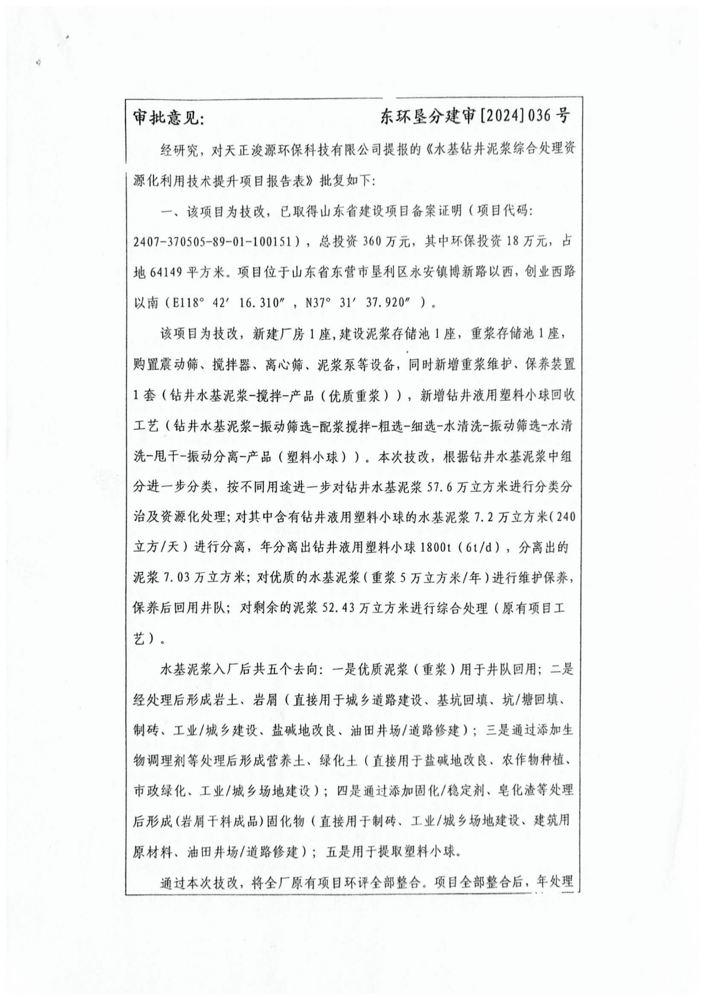 审批意见: 东环垦分建审[2024]036号
经研究，对天正浚源环保科技有限公司提报的《水基钻井泥浆综合处理资
源化利用技术提升项目报告表》批复如下:
一、该项目为技改，已取得山东省建设项目备案证明（项目代码:
2407-370505-89-01-100151），总投资360万元，其中环保投资18万元，占
地64149平方米。项目位于山东省东营市垦利区永安镇博新路以西，创业西路
以南（E118° 42′ 16.310″，N37° 31′ 37.920″）。
该项目为技改，新建厂房1座,建设泥浆存储池1座，重浆存储池1座，
购置震动筛、搅拌器、离心筛、泥浆泵等设备，同时新增重浆维护、保养装置
1套（钻井水基泥浆-搅拌-产品（优质重浆）），新增钻井液用塑料小球回收
工艺（钻井水基泥浆-振动筛选-配浆搅拌-粗选-细选-水清洗-振动筛选-水清
洗-甩干-振动分离-产品（塑料小球））。本次技改，根据钻井水基泥浆中组
分进一步分类，按不同用途进一步对钻井水基泥浆57.6万立方米进行分类分
治及资源化处理；对其中含有钻井液用塑料小球的水基泥浆7.2万立方米(240
立方/天）进行分离，年分离出钻井液用塑料小球1800t（6t/d），分离出的
泥浆7.03万立方米；对优质的水基泥浆（重浆5万立方米/年）进行维护保养，
保养后回用井队；对剩余的泥浆52.43万立方米进行综合处理（原有项目工
艺）。
水基泥浆入厂后共五个去向：一是优质泥浆（重浆）用于井队回用；二是
经处理后形成岩土、岩屑（直接用于城乡道路建设、基坑回填、坑/塘回填、
制砖、工业/城乡建设、盐碱地改良、油田井场/道路修建）；三是通过添加生
物调理剂等处理后形成营养土、绿化土（直接用于盐碱地改良、农作物种植、
市政绿化、工业/城乡场地建设）；四是通过添加固化/稳定剂、皂化渣等处理
后形成(岩屑干料成品)固化物（直接用于制砖、工业/城乡场地建设、建筑用
原材料、油田井场/道路修建）；五是用于提取塑料小球。
通过本次技改，将全厂原有项目环评全部整合。项目全部整合后，年处理